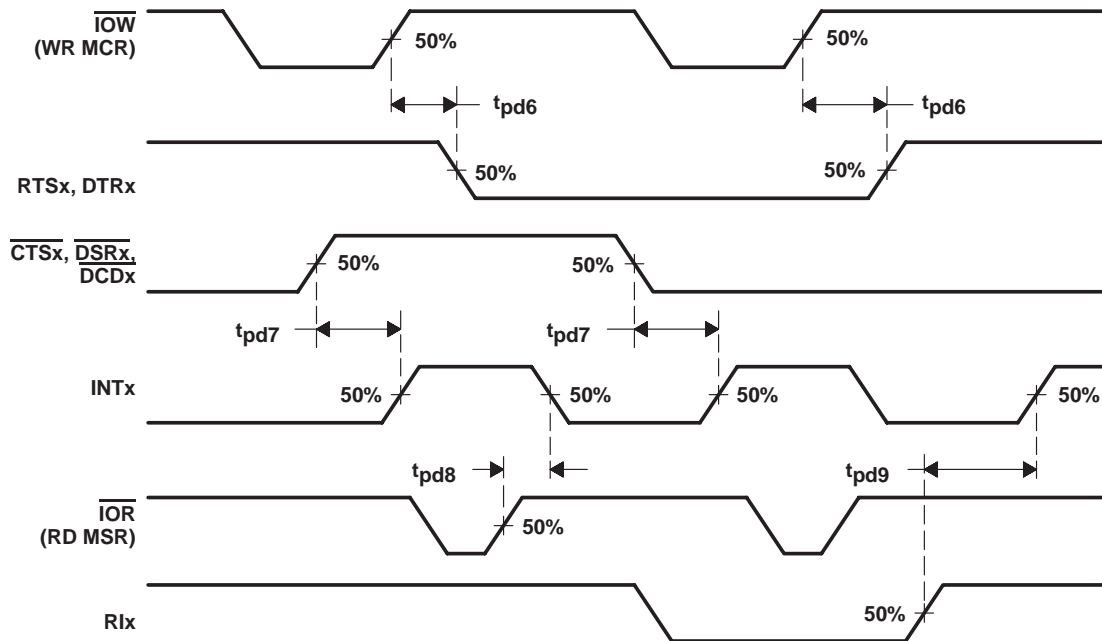 IOW
(WR MCR)
50%
50%
tpd6
tpd6
RTSx, DTRx
50%
50%
CTSx, DSRx,
DCDx
50%
50%
tpd7
tpd7
INTx
50%
50%
50%
50%
tpd8
tpd9
IOR
(RD MSR)
50%
RIx
50%